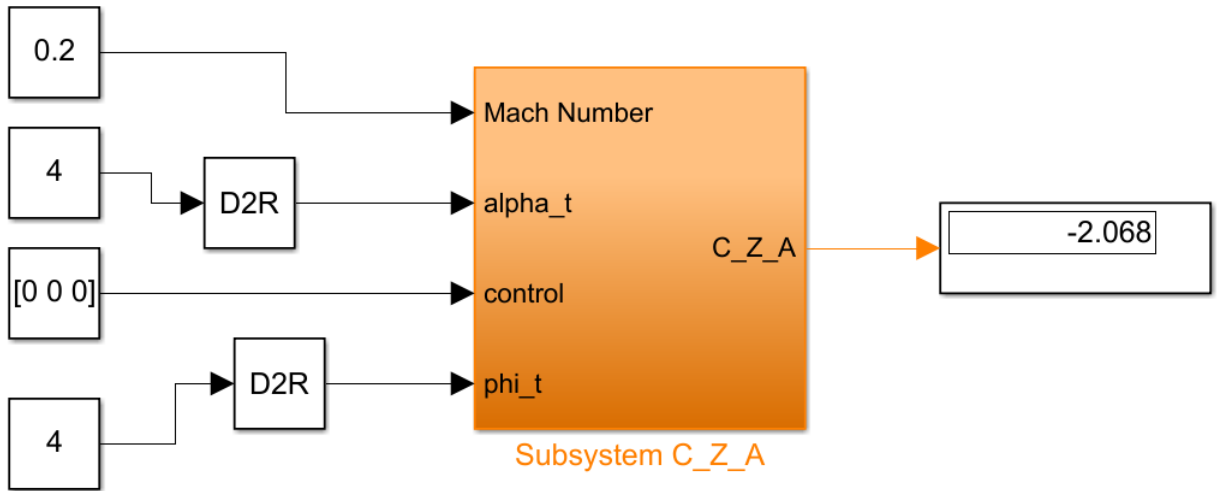 0.2
Mach Number
4
D2R
alpha_t
C_Z_A
-2.068
[0 0 0]
control
4
D2R
phi_t
Subsystem C_Z_A